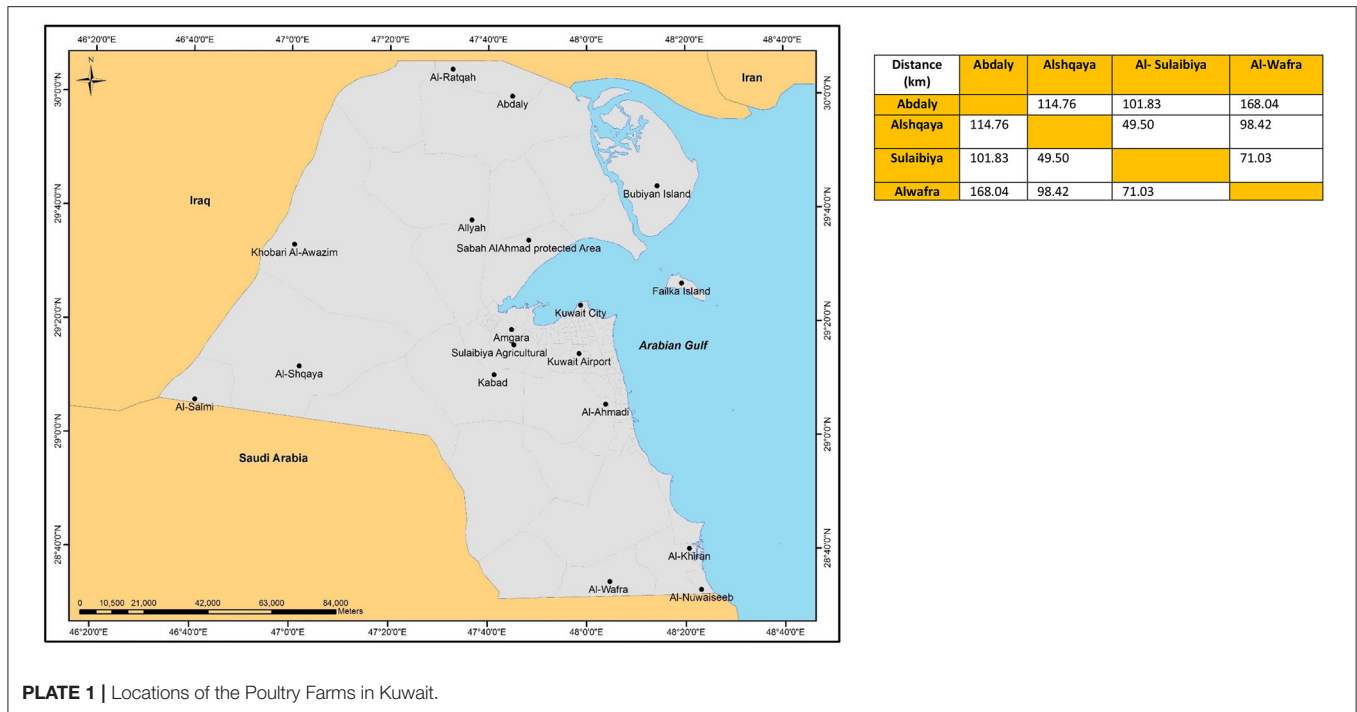 46°20'0"E 46°40'0"E 47°0'0"E 47°20'0"E 47°40'0"E 48°0'0"E 48°20'0"E 48°40'0"E
N
Al-Ratqah
Iran
30°0'0"N
30°0'0"N
Abdaly
Bubiyan Island
Iraq
29°40'0"N
29°40'0"N
Allyah
Sabah AlAhmad protected Area
Khobari Al-Awazim
Failka Island
Kuwait City
29°20'0"N
29°20'0"N
Amgara
Arabian Gulf
Sulaibiya Agricultural
Kuwait Airport
Al-Shqaya
Kabad
Al-Salmi
Al-Ahmadi
29°0'0"N
29°0'0"N
Saudi Arabia
28°40'0"N
28°40'0"N
Al-Khiran
Al-Wafra
Al-Nuwaiseeb
0 10,500 21,000 42,000 63,000 84,000
Meters
46°20'0"E 46°40'0"E 47°0'0"E 47°20'0"E 47°40'0"E 48°0'0"E 48°20'0"E 48°40'0"E
Distance (km) Abdaly Alshqaya Al- Sulaibiya Al-Wafra
Abdaly 114.76 101.83 168.04
Alshqaya 114.76 49.50 98.42
Sulaibiya 101.83 49.50 71.03
Alwafra 168.04 98.42 71.03
PLATE 1 | Locations of the Poultry Farms in Kuwait.